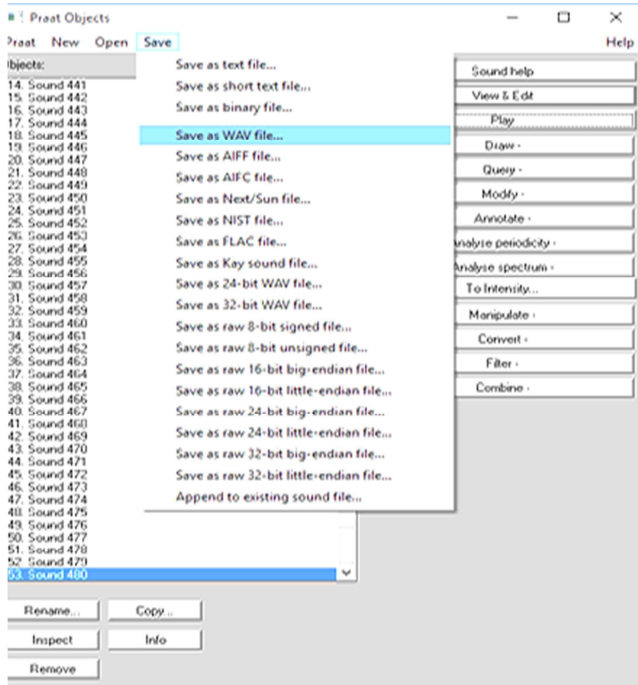 Praat Objects
Praat New Open Save Help
bjects:
14. Sound 441
15. Sound 442
16. Sound 443
17. Sound 444
18. Sound 445
19. Sound 446
20. Sound 447
21. Sound 448
22. Sound 449
23. Sound 450
24. Sound 451
25. Sound 452
26. Sound 453
27. Sound 454
28. Sound 455
29. Sound 456
30. Sound 457
31. Sound 458
32. Sound 459
33. Sound 460
34. Sound 461
35. Sound 462
36. Sound 463
37. Sound 464
38. Sound 465
39. Sound 466
40. Sound 467
41. Sound 468
42. Sound 469
43. Sound 470
44. Sound 471
45. Sound 472
46. Sound 473
47. Sound 474
48. Sound 475
49. Sound 476
50. Sound 477
51. Sound 478
52. Sound 479
53. Sound 480
Save as text file...
Save as short text file...
Save as binary file...
Save as WAV file...
Save as AIFF file...
Save as AIFC file...
Save as Next/Sun file...
Save as NIST file...
Save as FLAC file...
Save as Kay sound file...
Save as 24-bit WAV file...
Save as 32-bit WAV file...
Save as raw 8-bit signed file...
Save as raw 8-bit unsigned file...
Save as raw 16-bit big-endian file...
Save as raw 16-bit little-endian file...
Save as raw 24-bit big-endian file...
Save as raw 24-bit little-endian file...
Save as raw 32-bit big-endian file...
Save as raw 32-bit little-endian file...
Append to existing sound file...
Sound help
View & Edit
Play
Draw -
Query -
Modify -
Annotate -
nalyse periodicity -
nalyse spectrum -
To Intensity...
Manipulate -
Convert -
Filter -
Combine -
Rename... Copy...
Inspect Info
Remove